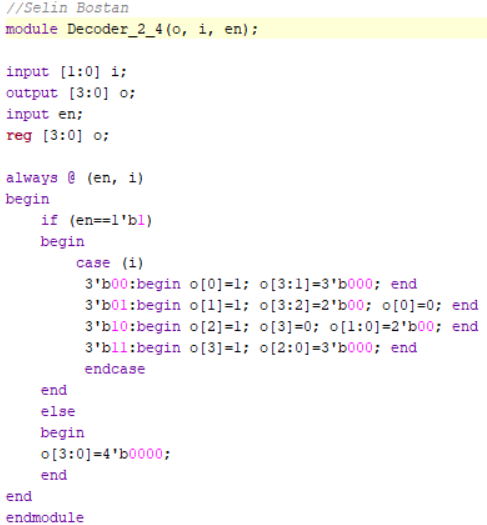 //Selin Bostan
module Decoder_2_4(o, i, en);
input [1:0] i;
output [3:0] o;
input en;
reg [3:0] o;
always @ (en, i)
begin
if (en==1'b1)
begin
case (i)
3'b00:begin o[0]=1; o[3:1]=3'b000; end
3'b01:begin o[1]=1; o[3:2]=2'b00; o[0]=0; end
3'b10:begin o[2]=1; o[3]=0; o[1:0]=2'b00; end
3'b11:begin o[3]=1; o[2:0]=3'b000; end
endcase
end
else
begin
o[3:0]=4'b0000;
end
end
endmodule